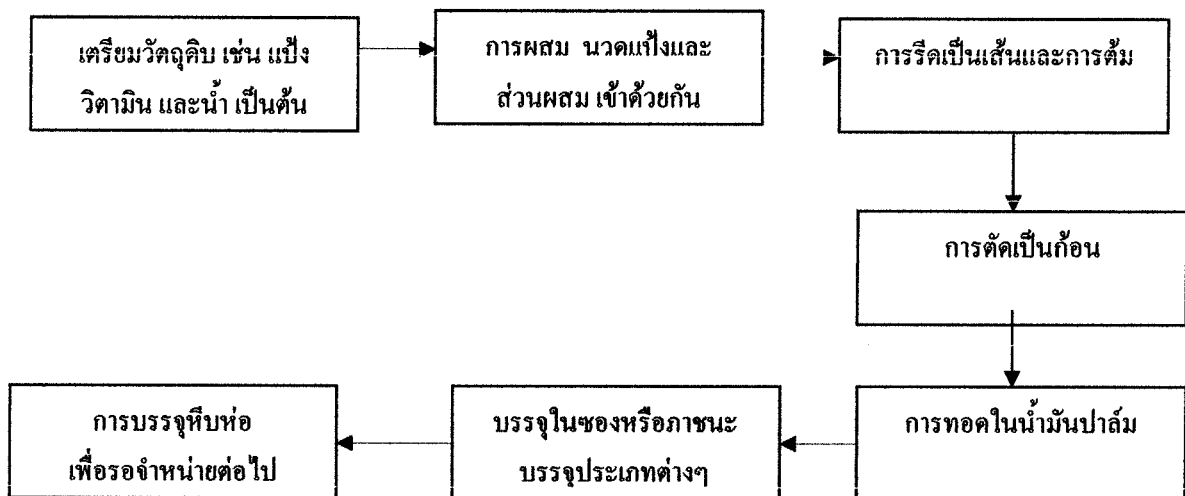 เตรียมวัตถุดิบ เช่น แป้ง
วิตามิน และน้ำ เป็นต้น
การผสม นวดแป้งและ
ส่วนผสม เข้าด้วยกัน
การรีดเป็นเส้นและการต้ม
การตัดเป็นก้อน
การทอดในน้ำมันปาล์ม
บรรจุในซองหรือภาชนะ
บรรจุประเภทต่างๆ
การบรรจุหีบห่อ
เพื่อรอจำหน่ายต่อไป